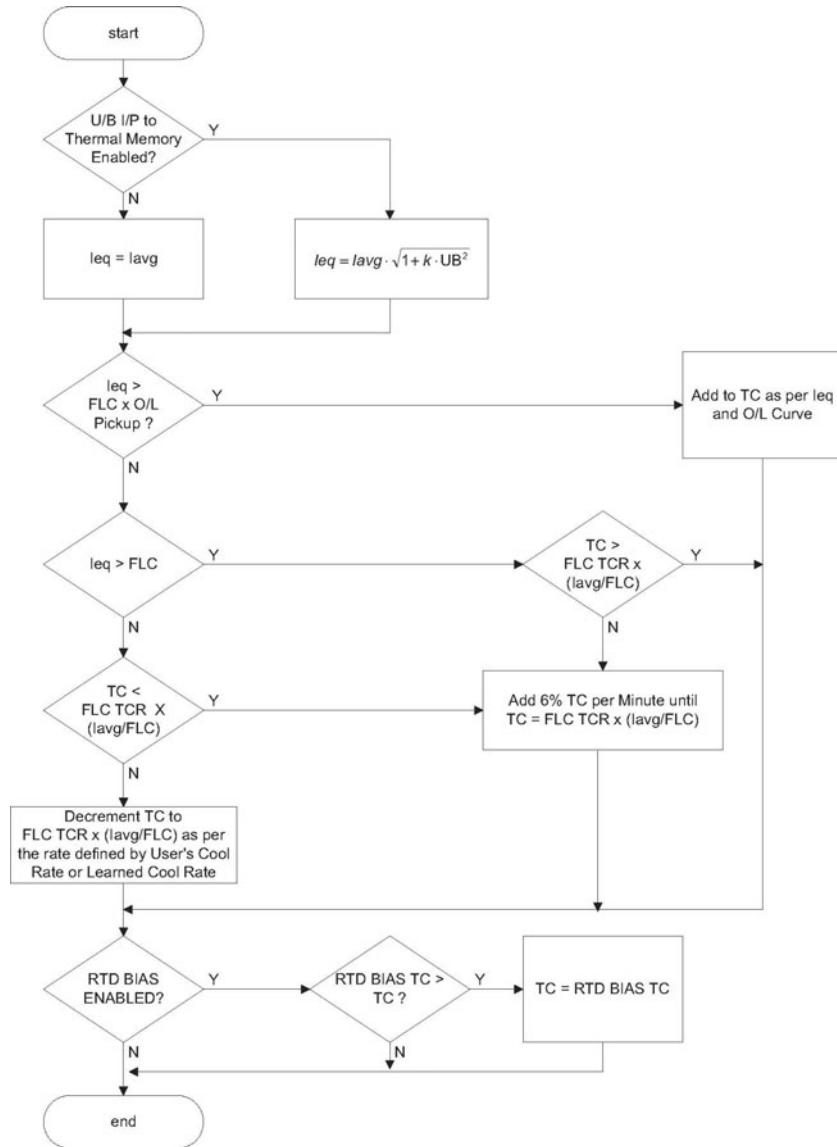 start
U/B I/P to
Thermal Memory
Enabled?
Y
N
Ieq = Iavg
Ieq = Iavg · √1 + k · UB²
Ieq >
FLC x O/L
Pickup ?
Y
Add to TC as per Ieq
and O/L Curve
N
Ieq > FLC
Y
TC >
FLC TCR x
(Iavg/FLC)
Y
N
N
TC <
FLC TCR X
(Iavg/FLC)
Y
Add 6% TC per Minute until
TC = FLC TCR x (Iavg/FLC)
N
Decrement TC to
FLC TCR x (Iavg/FLC) as per
the rate defined by User's Cool
Rate or Learned Cool Rate
RTD BIAS
ENABLED?
Y
RTD BIAS TC >
TC ?
Y
TC = RTD BIAS TC
N
N
end